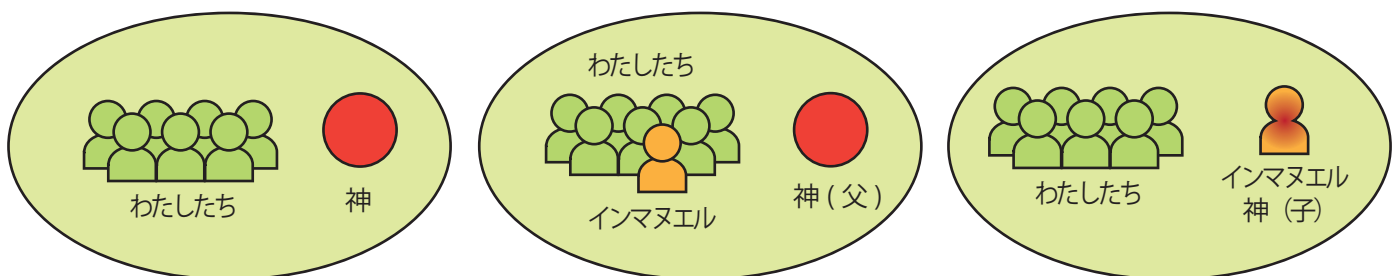 わたしたち
神
わたしたち
インマヌエル
神 ( 父 )
わたしたち
インマヌエル
神（子）